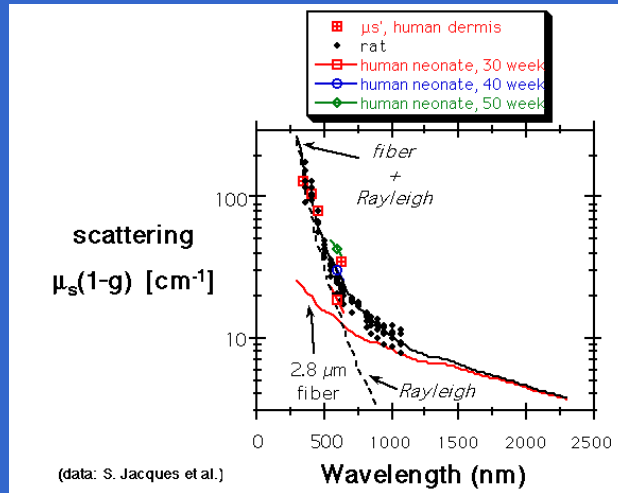 μs', human dermis
rat
human neonate, 30 week
human neonate, 40 week
human neonate, 50 week
fiber
+
Rayleigh
100
scattering
μs(1-g) [cm-1]
10
2.8 μm
fiber
Rayleigh
0 500 1000 1500 2000 2500
Wavelength (nm)
(data: S. Jacques et al.)